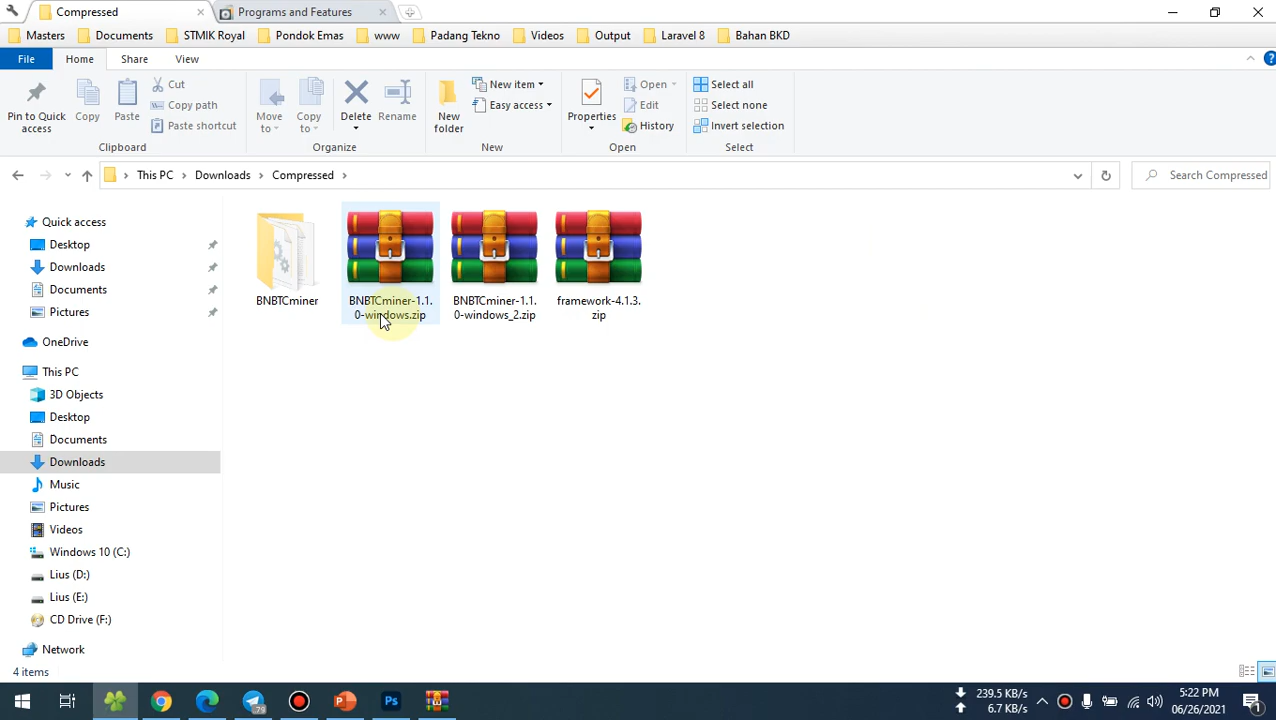 Compressed
Programs and Features
Masters Documents STMIK Royal Pondok Emas www Padang Tekno Videos Output Laravel 8 Bahan BKD
File Home Share View
Pin to Quick access
Copy
Paste
Cut
Copy path
Paste shortcut
Move to
Copy to
Delete
Rename
New folder
New item
Easy access
Properties
Open
Edit
History
Select all
Select none
Invert selection
Clipboard Organize New Open Select
This PC Downloads Compressed
Search Compressed
Quick access
Desktop
Downloads
Documents
Pictures
OneDrive
This PC
3D Objects
Desktop
Documents
Downloads
Music
Pictures
Videos
Windows 10 (C:)
Lius (D:)
Lius (E:)
CD Drive (F:)
Network
BNBTCminer
BNBTCminer-1.1.
0-windows.zip
BNBTCminer-1.1.
0-windows_2.zip
framework-4.1.3.
zip
4 items
79
239.5 KB/s
6.7 KB/s
5:22 PM
06/26/2021
1